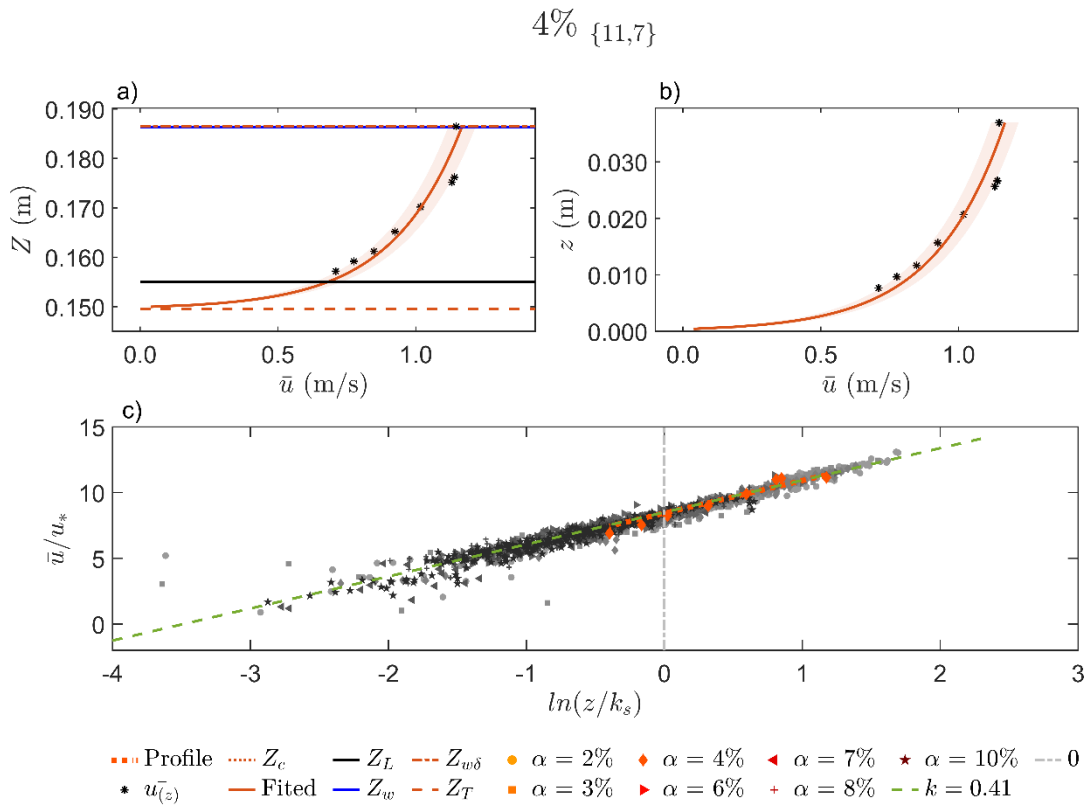 4% {11,7}
a)
b)
0.190
0.180
0.170
0.160
0.150
Z (m)
0.0 0.5 1.0
ū (m/s)
0.030
0.020
0.010
0.000
z (m)
0.0 0.5 1.0
ū (m/s)
c)
15
10
5
0
ū/u*
-4 -3 -2 -1 0 1 2 3
ln(z/ks)
Profile Zc ZL Zwδ α = 2% α = 4% α = 7% α = 10% 0
ū(z) Fited Zw ZT α = 3% α = 6% α = 8% k = 0.41